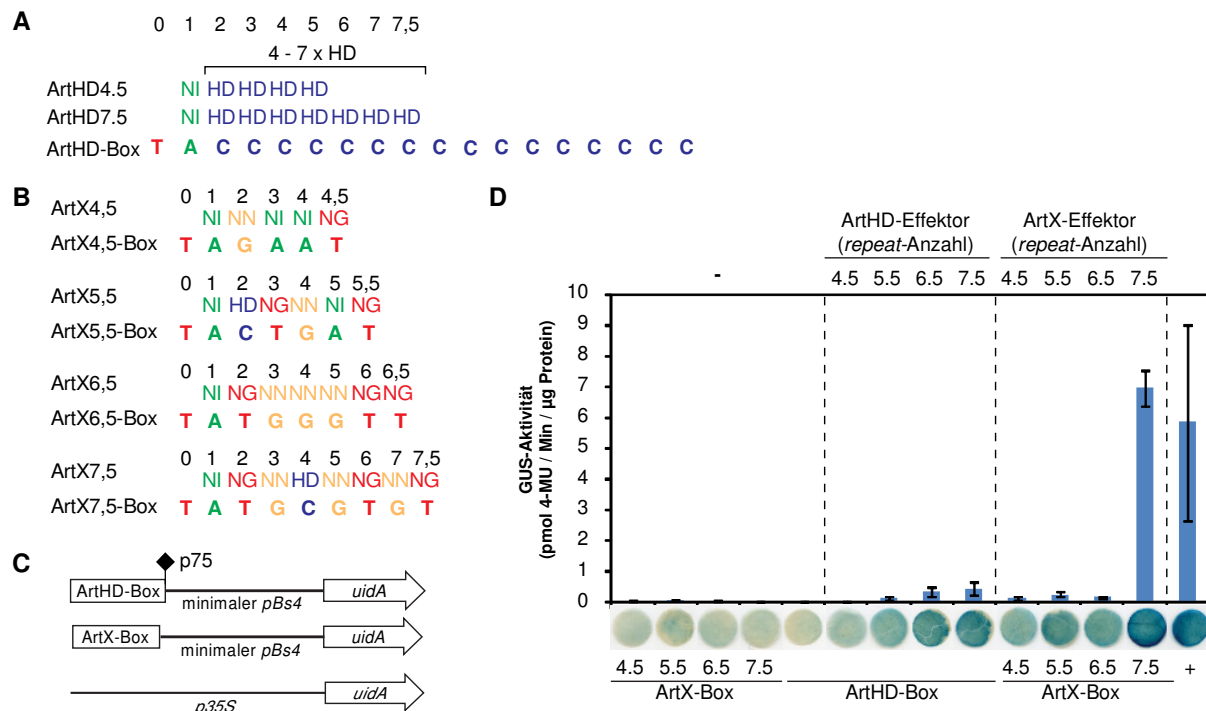 A
0 1 2 3 4 5 6 7 7,5
4 - 7 x HD
ArtHD4.5 NI HD HD HD HD
ArtHD7.5 NI HD HD HD HD HD HD HD
ArtHD-Box T A C C C C C C C C C C C C C C C C
B
0 1 2 3 4 4,5
ArtX4,5 NI NN NI NI NG
ArtX4,5-Box T A G A A T
0 1 2 3 4 5 5,5
ArtX5,5 NI HD NG NN NI NG
ArtX5,5-Box T A C T G A T
0 1 2 3 4 5 6 6,5
ArtX6,5 NI NG NN NN NN NG NG
ArtX6,5-Box T A T G G G T T
0 1 2 3 4 5 6 7 7,5
ArtX7,5 NI NG NN HD NN NG NN NG
ArtX7,5-Box T A T G C G T G T
C
p75
ArtHD-Box minimaler pBs4 uidA
ArtX-Box minimaler pBs4 uidA
p35S uidA
D
ArtHD-Effektor ArtX-Effektor
(repeat-Anzahl) (repeat-Anzahl)
- 4.5 5.5 6.5 7.5 4.5 5.5 6.5 7.5
GUS-Aktivität
(pmol 4-MU / Min / µg Protein)
10
9
8
7
6
5
4
3
2
1
0
4.5 5.5 6.5 7.5 4.5 5.5 6.5 7.5 +
ArtX-Box ArtHD-Box ArtX-Box